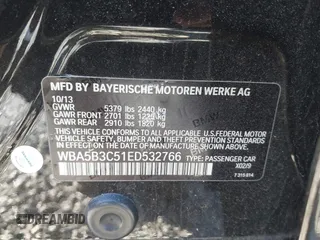 MFD BY BAYERISCHE MOTOREN WERKE AG
10/13
GVWR 5379 lbs 2440 kg
GAWR FRONT 2701 lbs 1225 kg
GAWR REAR 2910 lbs 1320 kg
THIS VEHICLE CONFORMS TO ALL APPLICABLE FEDERAL MOTOR
VEHICLE SAFETY, BUMPER, AND THEFT PREVENTION
STANDARDS IN EFFECT ON THE DATE OF MANUFACTURE
SHOWN ABOVE.
WBA5B3C51ED532766 TYPE: PASSENGER CAR
X02/9
DREAMBID